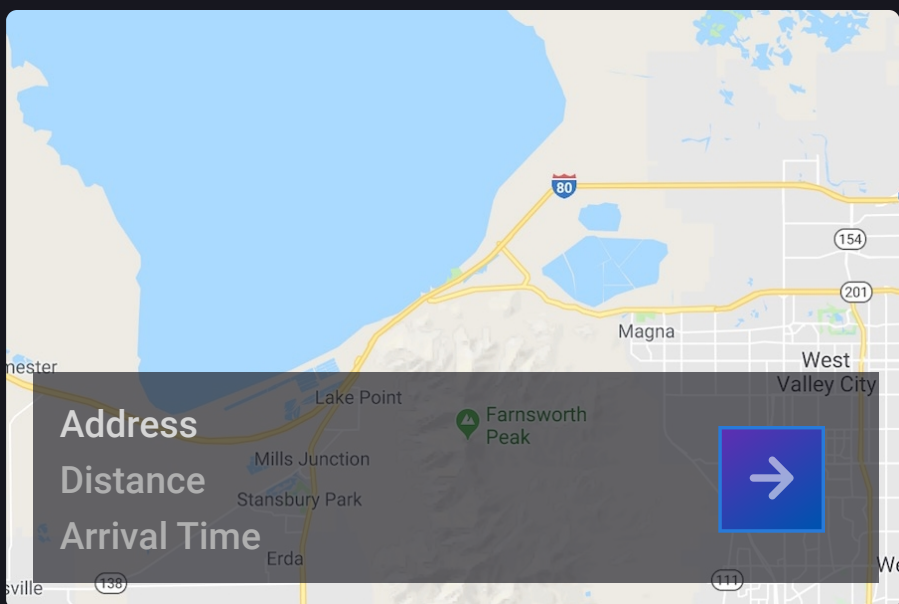 80
154
201
Magna
West
Valley City
mester
Lake Point
Farnsworth
Peak
Address
Mills Junction
Distance
Stansbury Park
Arrival Time
Erda
138
sville
111
We